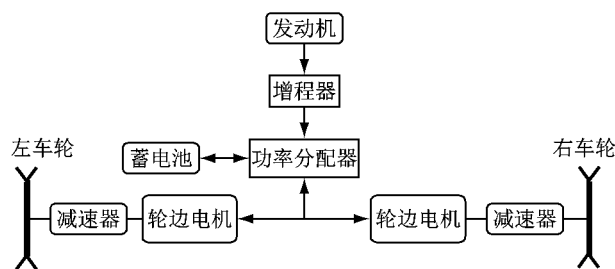 发动机
增程器
左车轮
右车轮
蓄电池
功率分配器
减速器
轮边电机
轮边电机
减速器